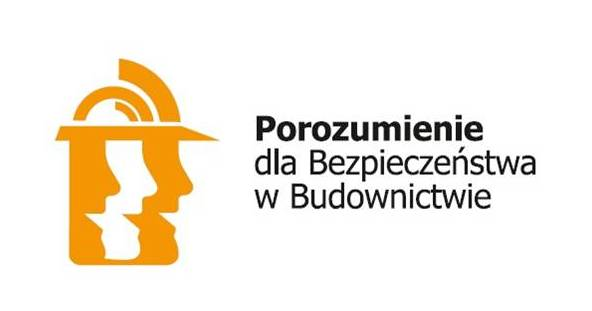 Porozumienie
dla Bezpieczeństwa
w Budownictwie